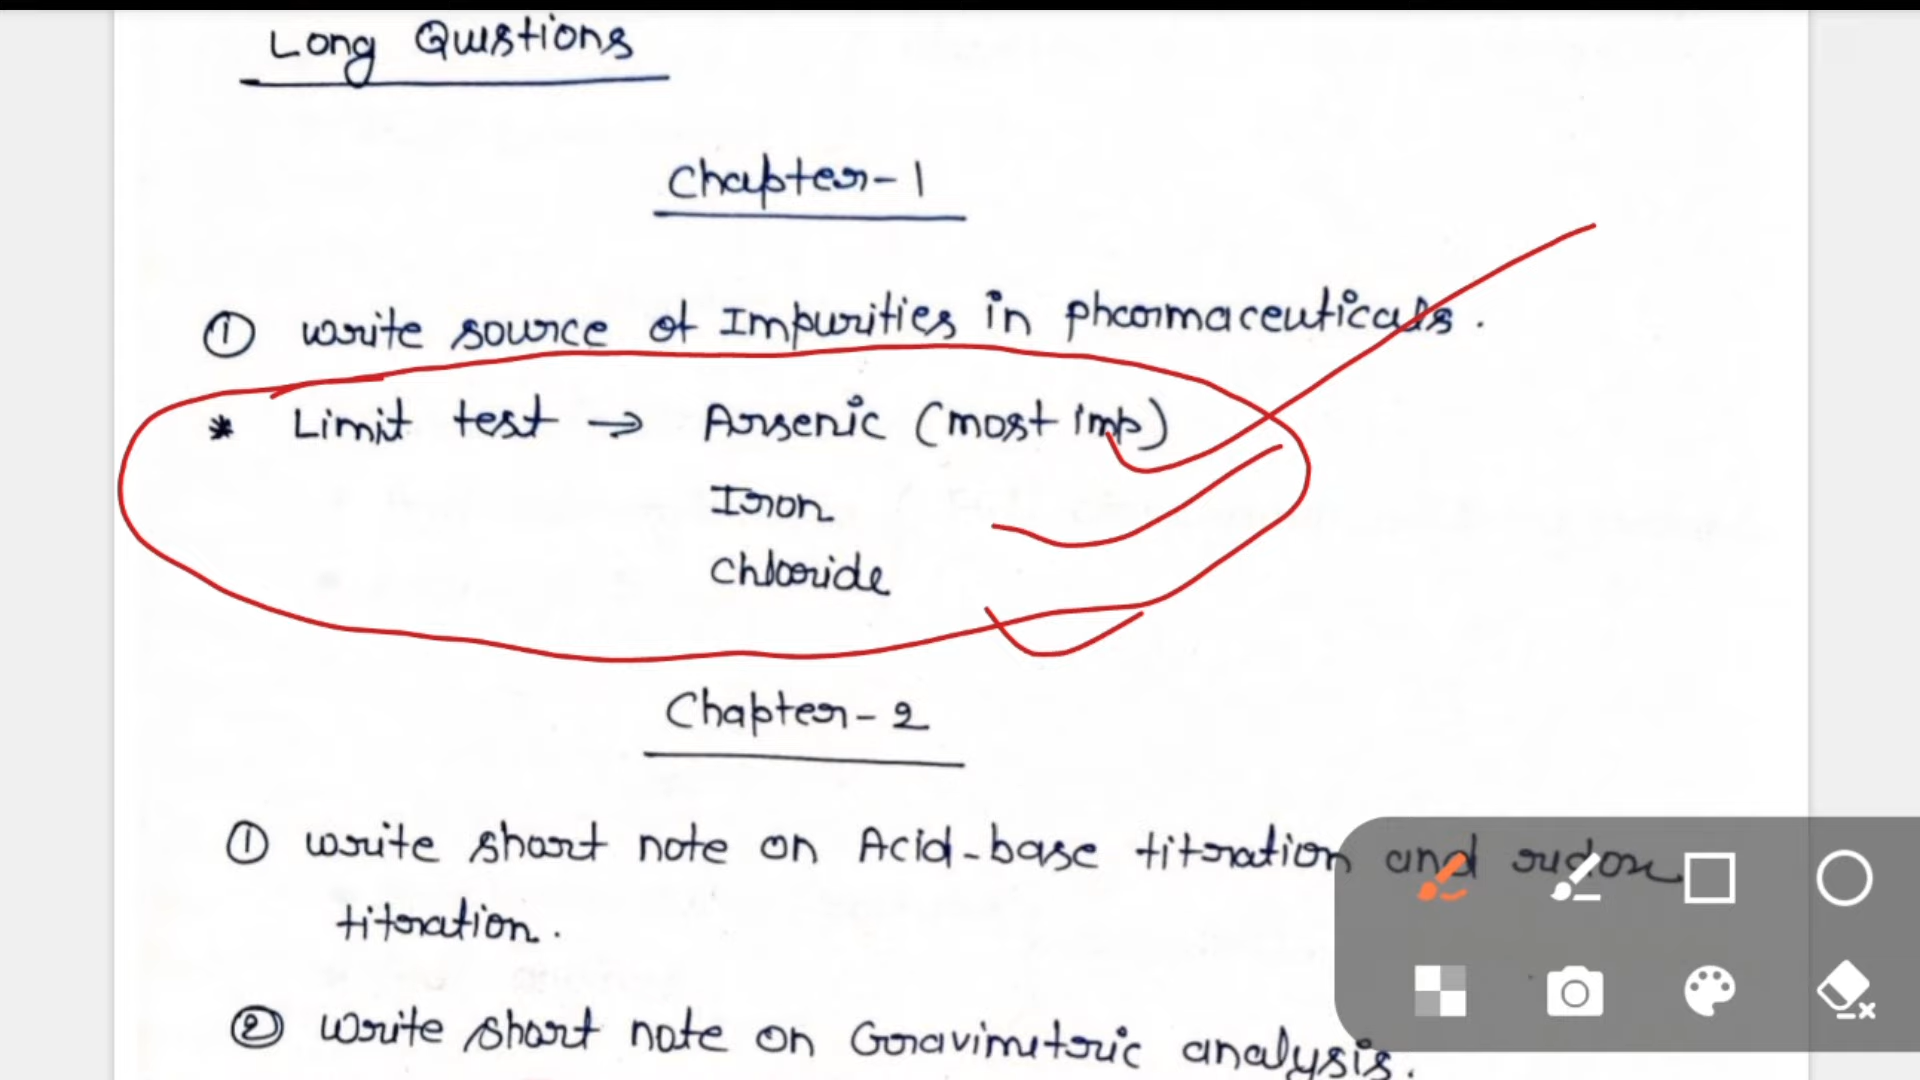 Long Qustions
Chapter-1
① write source of Impurities in pharmaceuticals.
* Limit test → Arsenic (most imp)
Iron
Chloride
Chapter-2
① write short note on Acid-base titration and redox
titration.
② write short note on Gravimetric analysis.